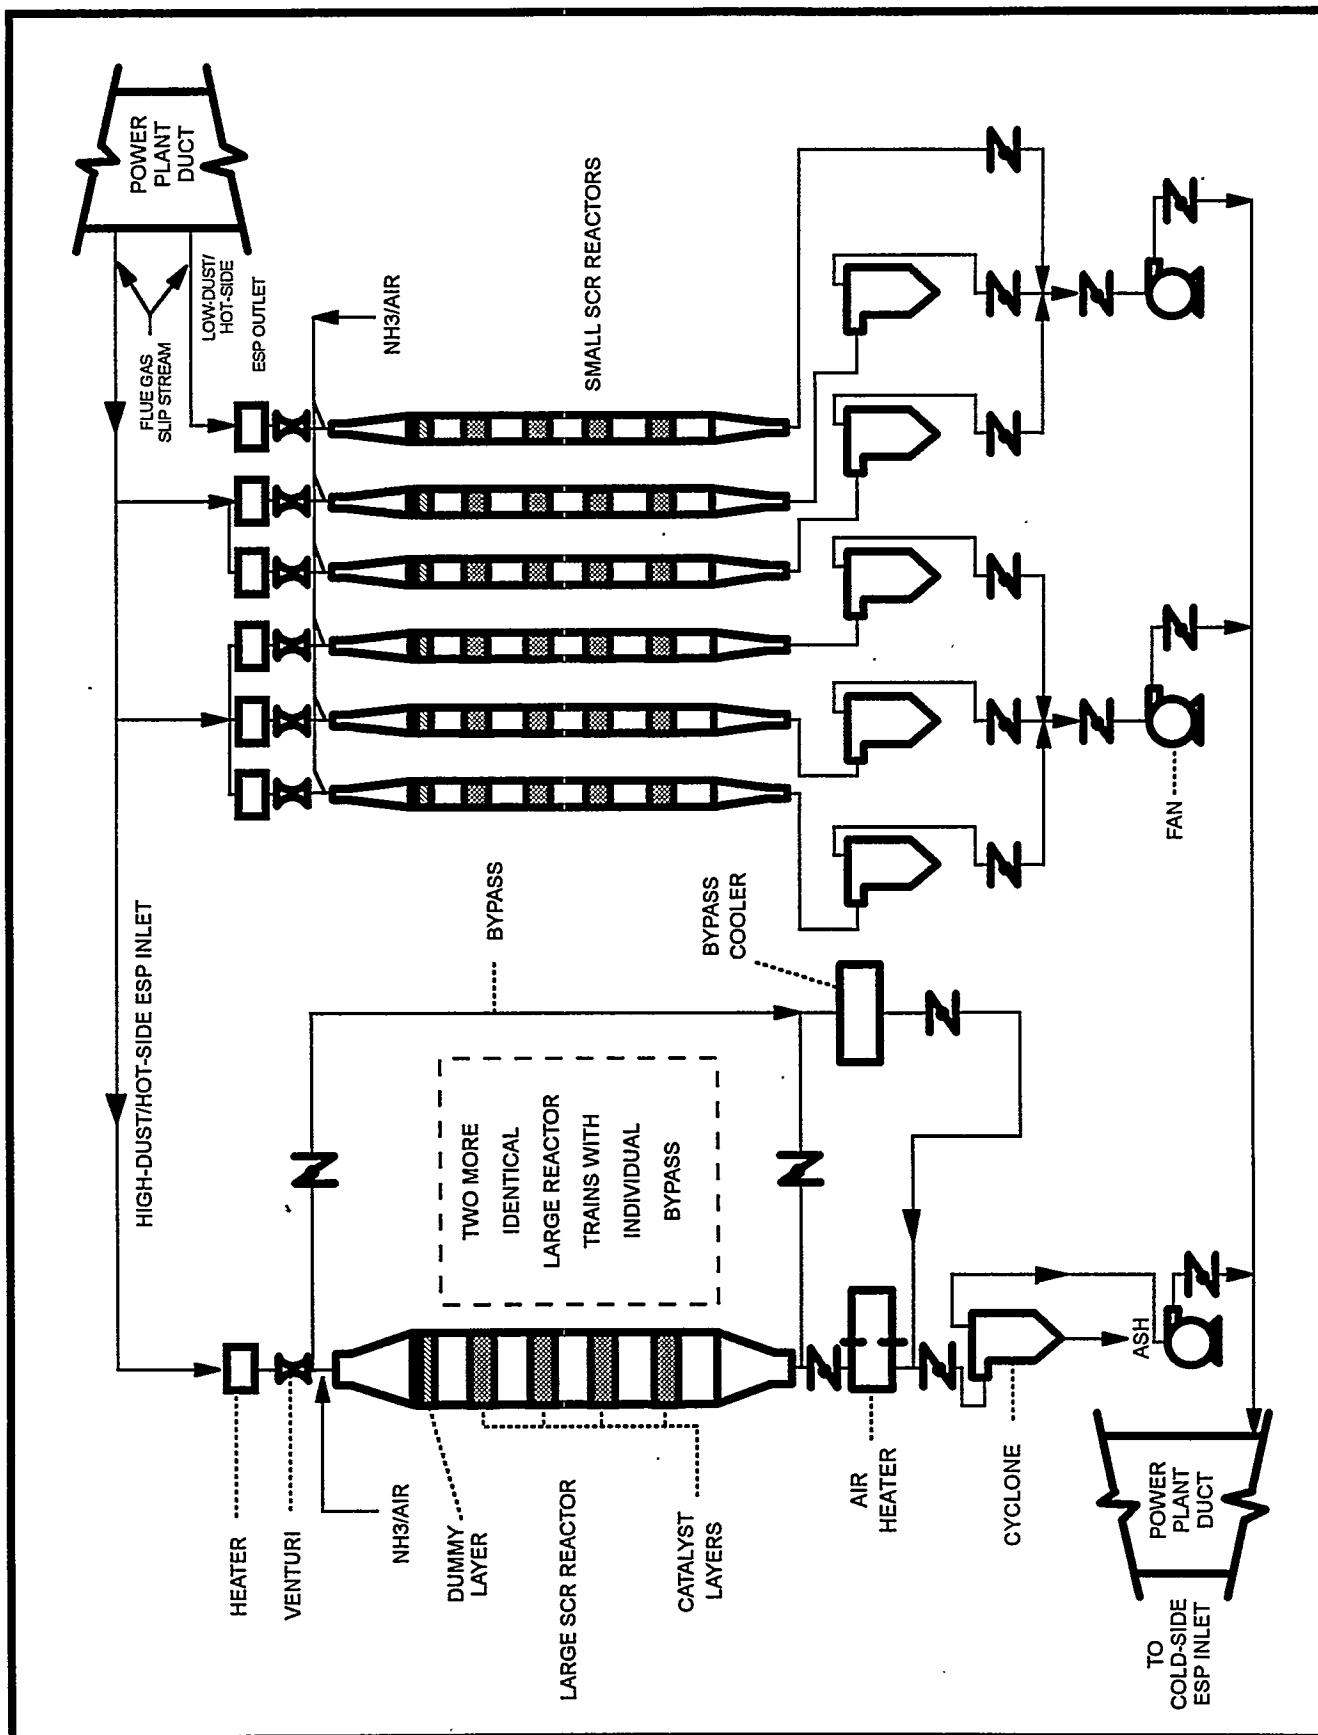 POWER
PLANT
DUCT
FLUE GAS
SLIP STREAM
LOW-DUST/
HOT-SIDE
ESP OUTLET
NH3/AIR
SMALL SCR REACTORS
HIGH-DUST/HOT-SIDE ESP INLET
BYPASS
BYPASS
COOLER
FAN
TWO MORE
IDENTICAL
LARGE REACTOR
TRAINS WITH
INDIVIDUAL
BYPASS
HEATER
VENTURI
NH3/AIR
DUMMY
LAYER
LARGE SCR REACTOR
CATALYST
LAYERS
AIR
HEATER
CYCLONE
ASH
POWER
PLANT
DUCT
TO
COLD-SIDE
ESP INLET